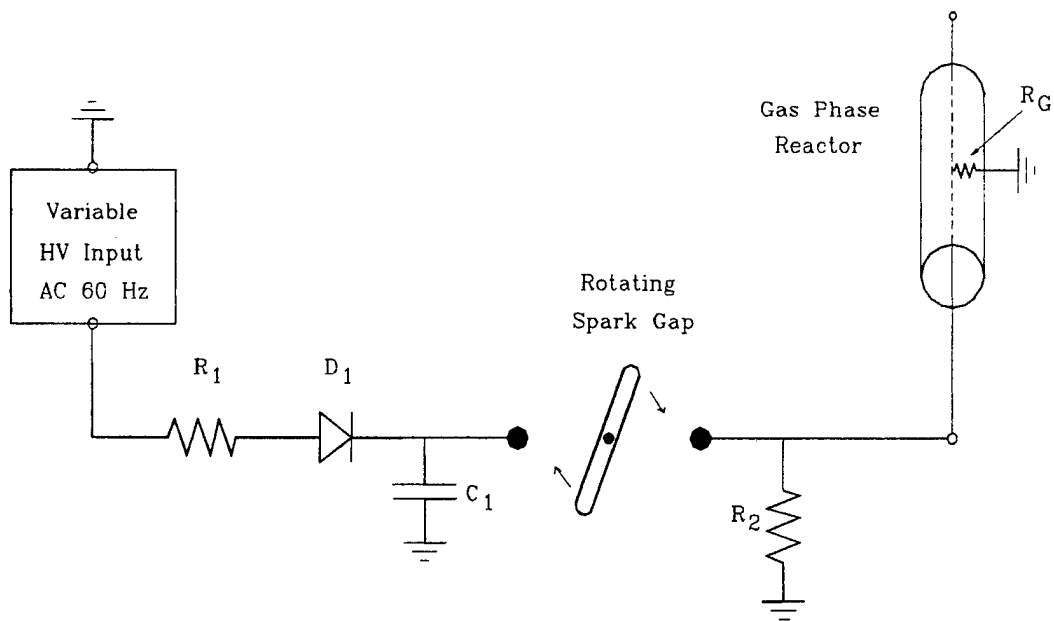 Gas Phase
Reactor
R_G
Variable
HV Input
AC 60 Hz
Rotating
Spark Gap
R_1
D_1
C_1
R_2